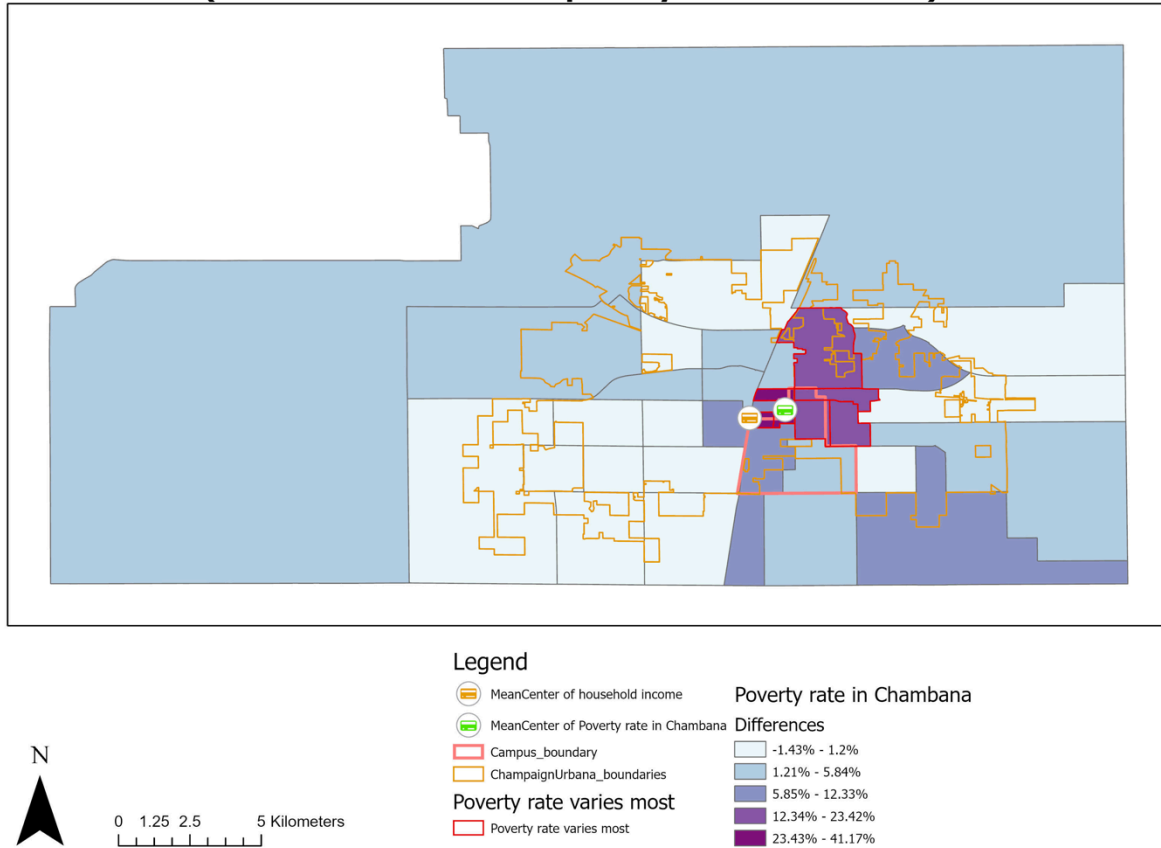 Legend
MeanCenter of household income
MeanCenter of Poverty rate in Chambana
Campus_boundary
ChampaignUrbana_boundaries
Poverty rate varies most
Poverty rate varies most
Poverty rate in Chambana
Differences
-1.43% - 1.2%
1.21% - 5.84%
5.85% - 12.33%
12.34% - 23.42%
23.43% - 41.17%
N
0 1.25 2.5 5 Kilometers